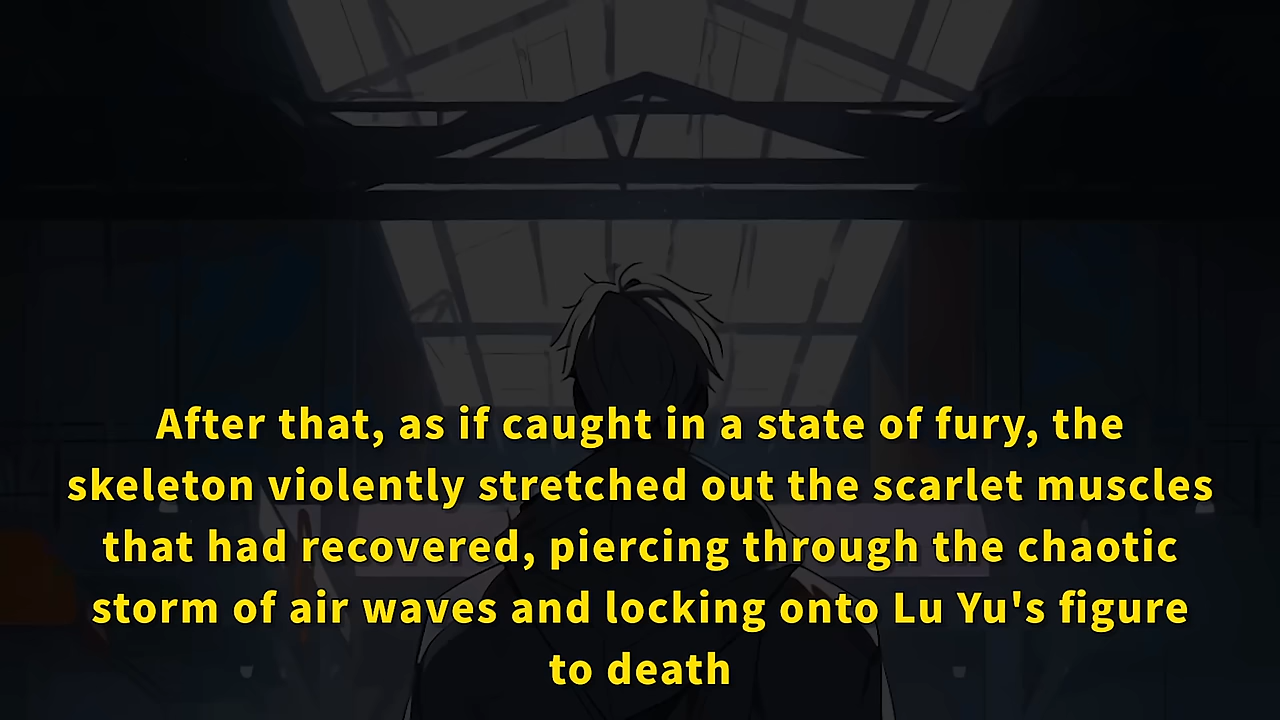 After that, as if caught in a state of fury, the
skeleton violently stretched out the scarlet muscles
that had recovered, piercing through the chaotic
storm of air waves and locking onto Lu Yu's figure
to death